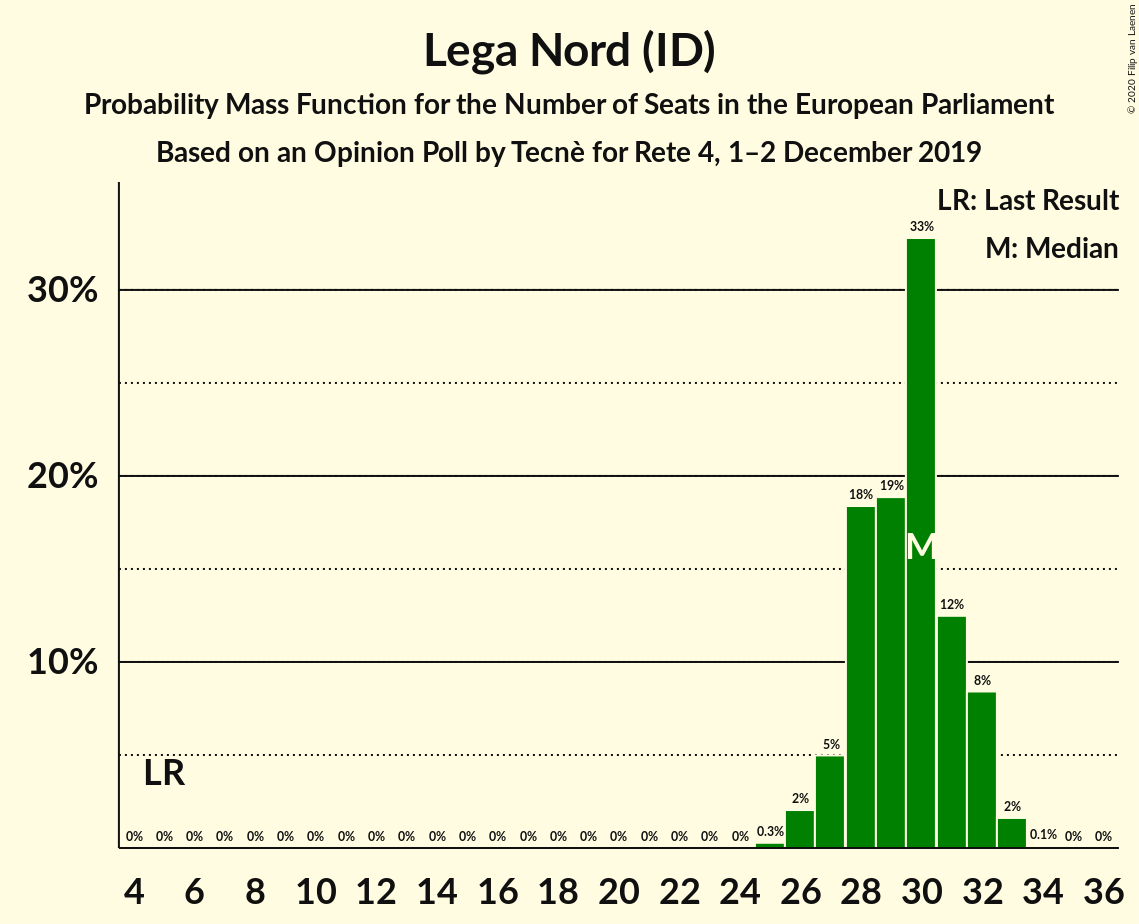 Lega Nord (ID)
Probability Mass Function for the Number of Seats in the European Parliament
Based on an Opinion Poll by Tecnè for Rete 4, 1–2 December 2019
© 2020 Filip van Laenen
LR: Last Result
M: Median
33%
30%
20%
18% 19%
M
12%
10%
8%
5%
LR
2% 2%
0% 0% 0% 0% 0% 0% 0% 0% 0% 0% 0% 0% 0% 0% 0% 0% 0% 0% 0% 0% 0% 0.3% 0.1% 0% 0%
4 6 8 10 12 14 16 18 20 22 24 26 28 30 32 34 36